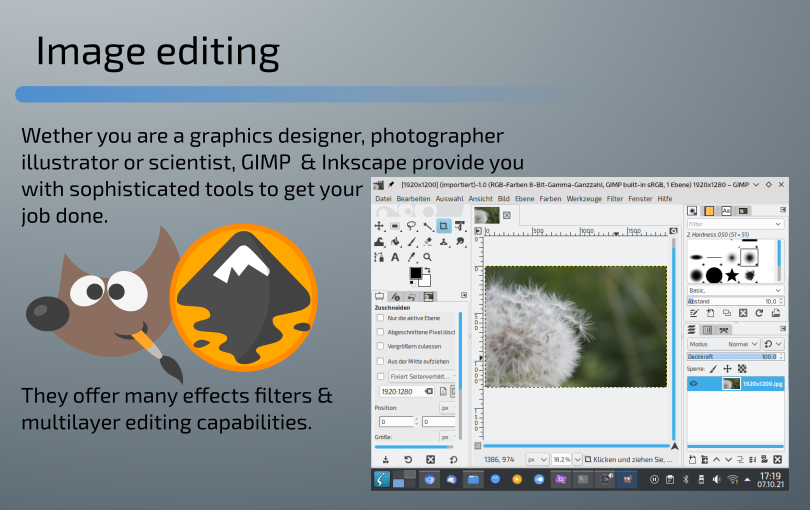 Image editing
Wether you are a graphics designer, photographer
illustrator or scientist, GIMP & Inkscape provide you
with sophisticated tools to get your
job done.
They offer many effects filters &
multilayer editing capabilities.
[1920x1200] (importiert)-1.0 (RGB-Farben 8-Bit-Gamma-Ganzzahl, GIMP built-in sRGB, 1 Ebene) 1920x1280 – GIMP
Datei Bearbeiten Auswahl Ansicht Bild Ebene Farben Werkzeuge Filter Fenster Hilfe
0 500 1000 1500
Zuschneiden
Nur die aktive Ebene
Abgeschnittene Pixel lösch
Vergrößern zulassen
Aus der Mitte aufziehen
Fixiert Seitenverhält...
1920:1280
Position: px
0 0
Größe: px
1386, 974 px 18.2% Klicken und ziehen Sie, ...
Aa
Filter
2. Hardness 050 (51 × 51)
Basic,
Abstand 10,0
Modus Normal
Deckkraft 100,0
Sperre:
1920x1200.jpg
17:19
07.10.21